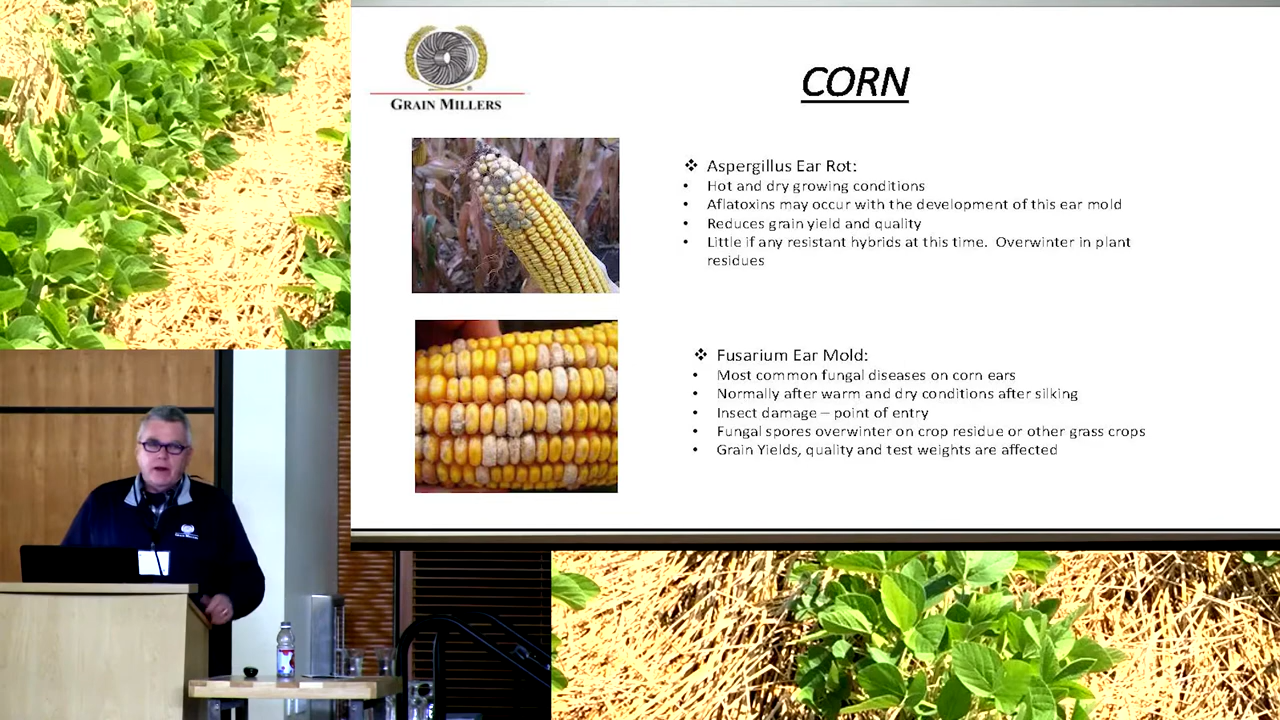 GRAIN MILLERS
CORN
❖ Aspergillus Ear Rot:
• Hot and dry growing conditions
• Aflatoxins may occur with the development of this ear mold
• Reduces grain yield and quality
• Little if any resistant hybrids at this time. Overwinter in plant
residues
❖ Fusarium Ear Mold:
• Most common fungal diseases on corn ears
• Normally after warm and dry conditions after silking
• Insect damage – point of entry
• Fungal spores overwinter on crop residue or other grass crops
• Grain Yields, quality and test weights are affected
GRAIN MILLERS